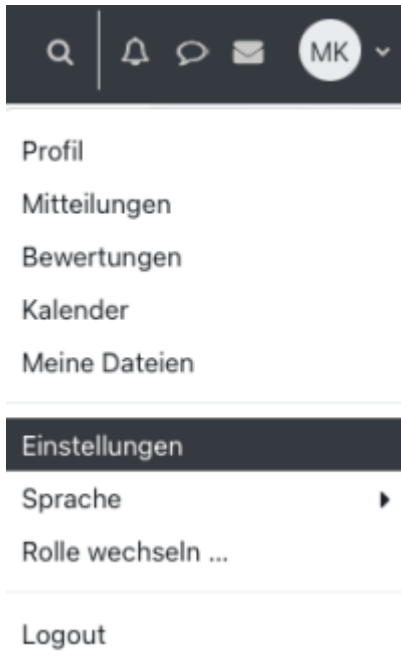 MK
Profil
Mitteilungen
Bewertungen
Kalender
Meine Dateien
Einstellungen
Sprache
Rolle wechseln ...
Logout